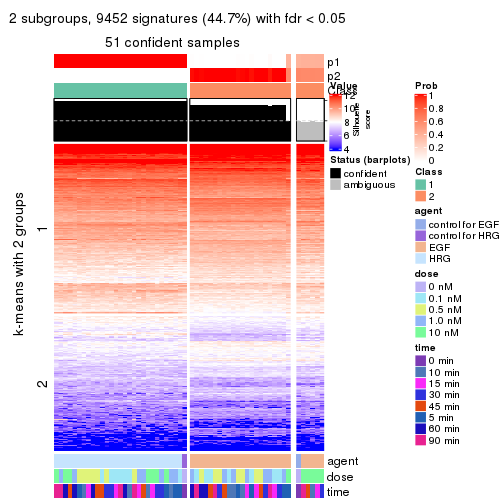 2 subgroups, 9452 signatures (44.7%) with fdr < 0.05
51 confident samples
p1
p2
Class
Silhouette
score
1
2
k-means with 2 groups
agent
dose
time
Value
12
10
8
6
4
Status (barplots)
confident
ambiguous
Prob
1
0.8
0.6
0.4
0.2
0
Class
1
2
agent
control for EGF
control for HRG
EGF
HRG
dose
0 nM
0.1 nM
0.5 nM
1.0 nM
10 nM
time
0 min
10 min
15 min
30 min
45 min
5 min
60 min
90 min